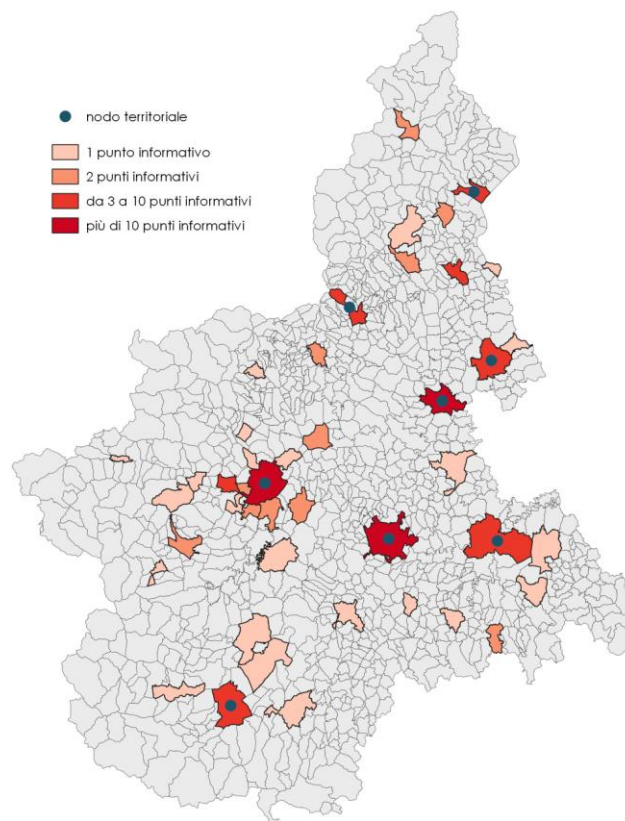 nodo territoriale
1 punto informativo
2 punti informativi
da 3 a 10 punti informativi
più di 10 punti informativi